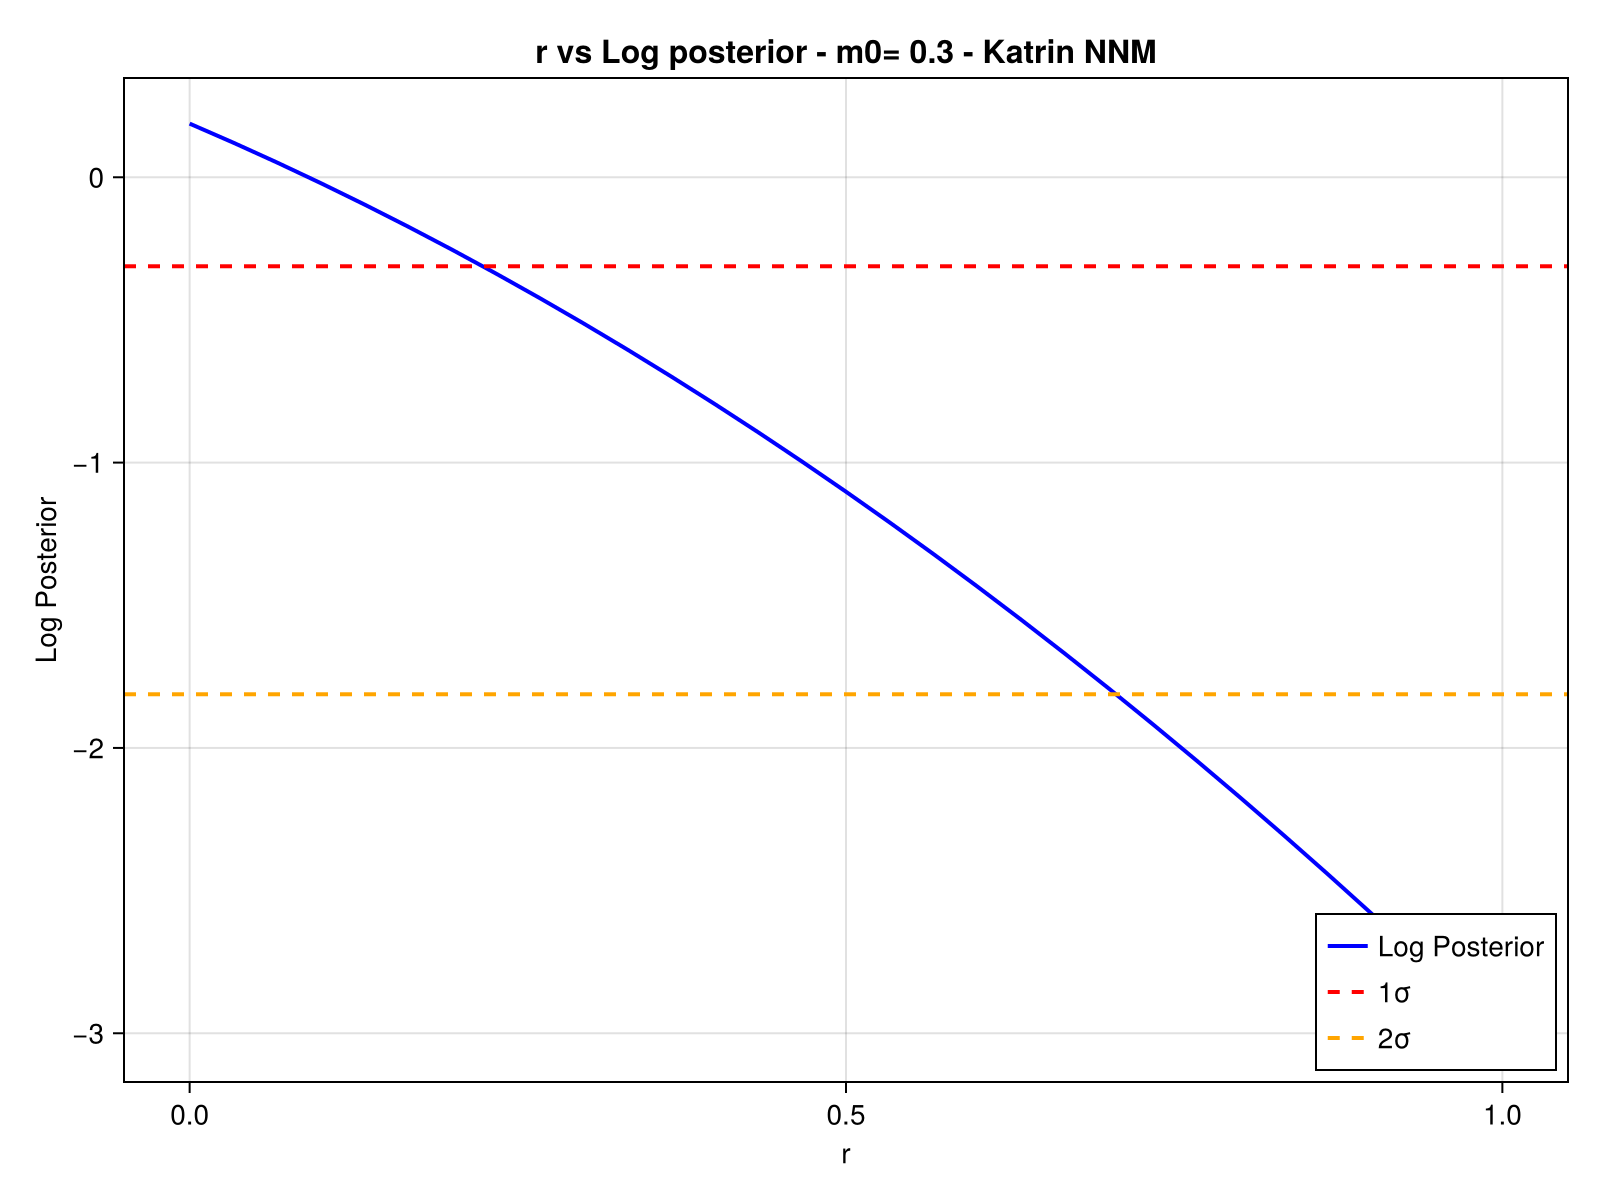 r vs Log posterior - m0= 0.3 - Katrin NNM
Log Posterior
0
−1
−2
−3
0.0
0.5
1.0
r
Log Posterior
1σ
2σ